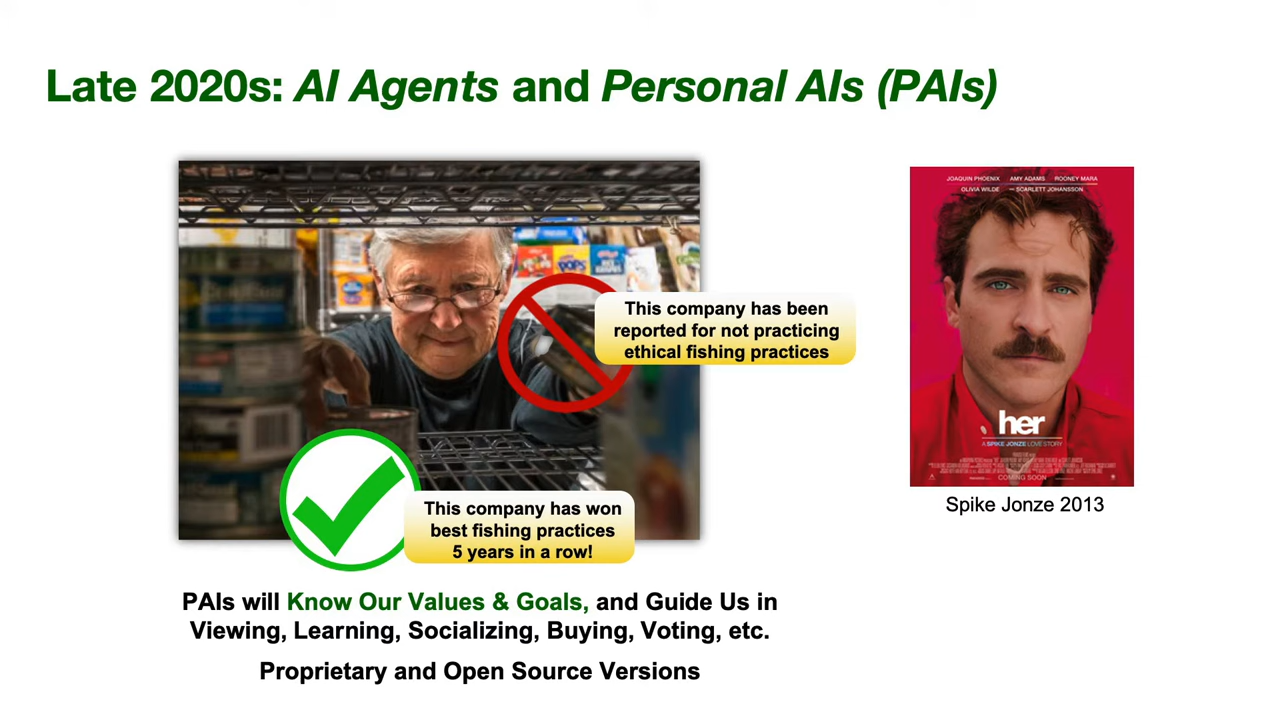 Late 2020s: AI Agents and Personal AIs (PAIs)
POPS
This company has been
reported for not practicing
ethical fishing practices
This company has won
best fishing practices
5 years in a row!
JOAQUIN PHOENIX AMY ADAMS ROONEY MARA
OLIVIA WILDE SCARLETT JOHANSSON
her
A SPIKE JONZE LOVE STORY
COMING SOON
Spike Jonze 2013
PAIs will Know Our Values & Goals, and Guide Us in
Viewing, Learning, Socializing, Buying, Voting, etc.
Proprietary and Open Source Versions